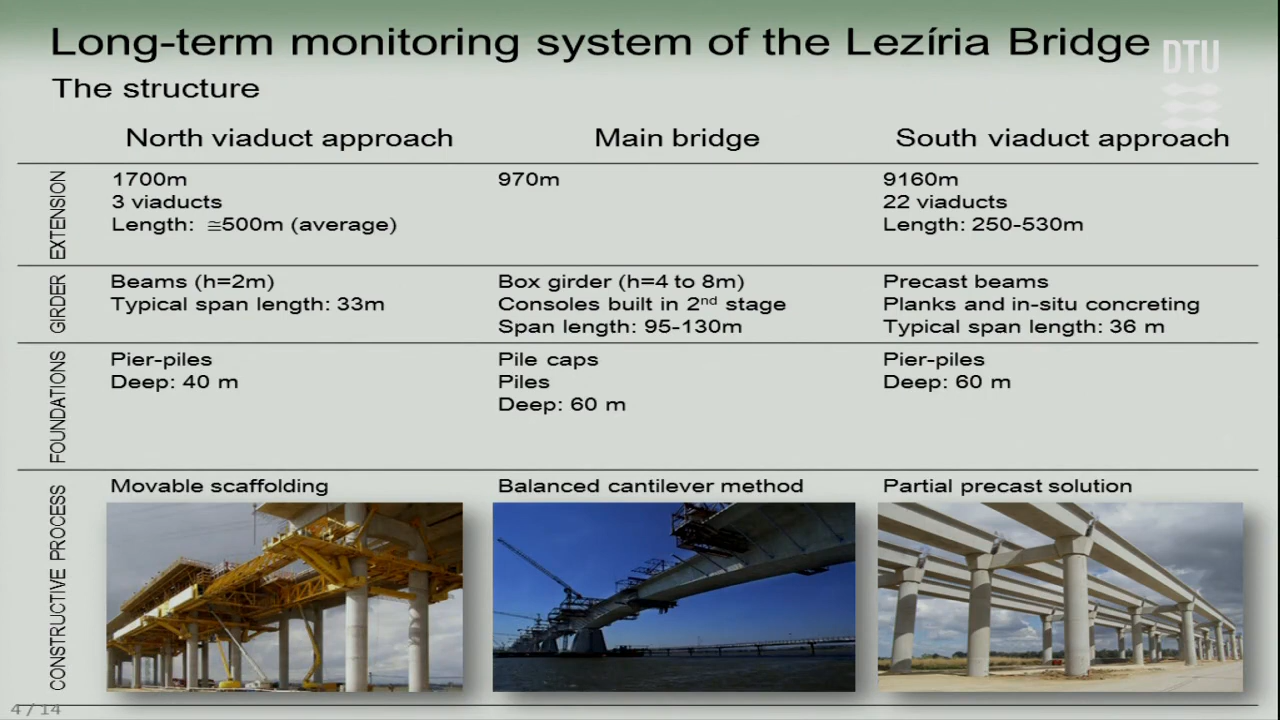 Long-term monitoring system of the Lezíria Bridge
DTU
The structure
North viaduct approach
Main bridge
South viaduct approach
EXTENSION
1700m
3 viaducts
Length: ≅500m (average)
970m
9160m
22 viaducts
Length: 250-530m
GIRDER
Beams (h=2m)
Typical span length: 33m
Box girder (h=4 to 8m)
Consoles built in 2nd stage
Span length: 95-130m
Precast beams
Planks and in-situ concreting
Typical span length: 36 m
FOUNDATIONS
Pier-piles
Deep: 40 m
Pile caps
Piles
Deep: 60 m
Pier-piles
Deep: 60 m
CONSTRUCTIVE PROCESS
Movable scaffolding
Balanced cantilever method
Partial precast solution
4 / 14